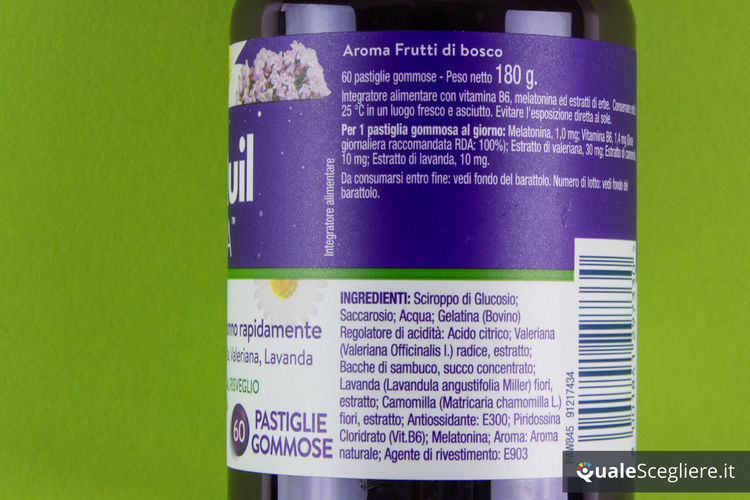 Aroma Frutti di bosco
60 pastiglie gommose - Peso netto 180 g.
Integratore alimentare con vitamina B6, melatonina ed estratti di erbe. Conservare
25 °C in un luogo fresco e asciutto. Evitare l'esposizione diretta al sole.
Per 1 pastiglia gommosa al giorno: Melatonina, 1,0 mg; Vitamina B6, 1,4 mg (Dose
giornaliera raccomandata RDA: 100%); Estratto di valeriana, 30 mg; Estratto di
10 mg; Estratto di lavanda, 10 mg.
Da consumarsi entro fine: vedi fondo del barattolo. Numero di lotto: vedi fondo del
barattolo.
uil
A™
Integratore alimentare
nno rapidamente
Valeriana, Lavanda
RISVEGLIO
60 PASTIGLIE
GOMMOSE
INGREDIENTI: Sciroppo di Glucosio;
Saccarosio; Acqua; Gelatina (Bovino)
Regolatore di acidità: Acido citrico; Valeriana
(Valeriana Officinalis l.) radice, estratto;
Bacche di sambuco, succo concentrato;
Lavanda (Lavandula angustifolia Miller) fiori,
estratto; Camomilla (Matricaria chamomilla L.)
fiori, estratto; Antiossidante: E300; Piridossina
Cloridrato (Vit.B6); Melatonina; Aroma: Aroma
naturale; Agente di rivestimento: E903
PAW845 91217434
QualeScegliere.it